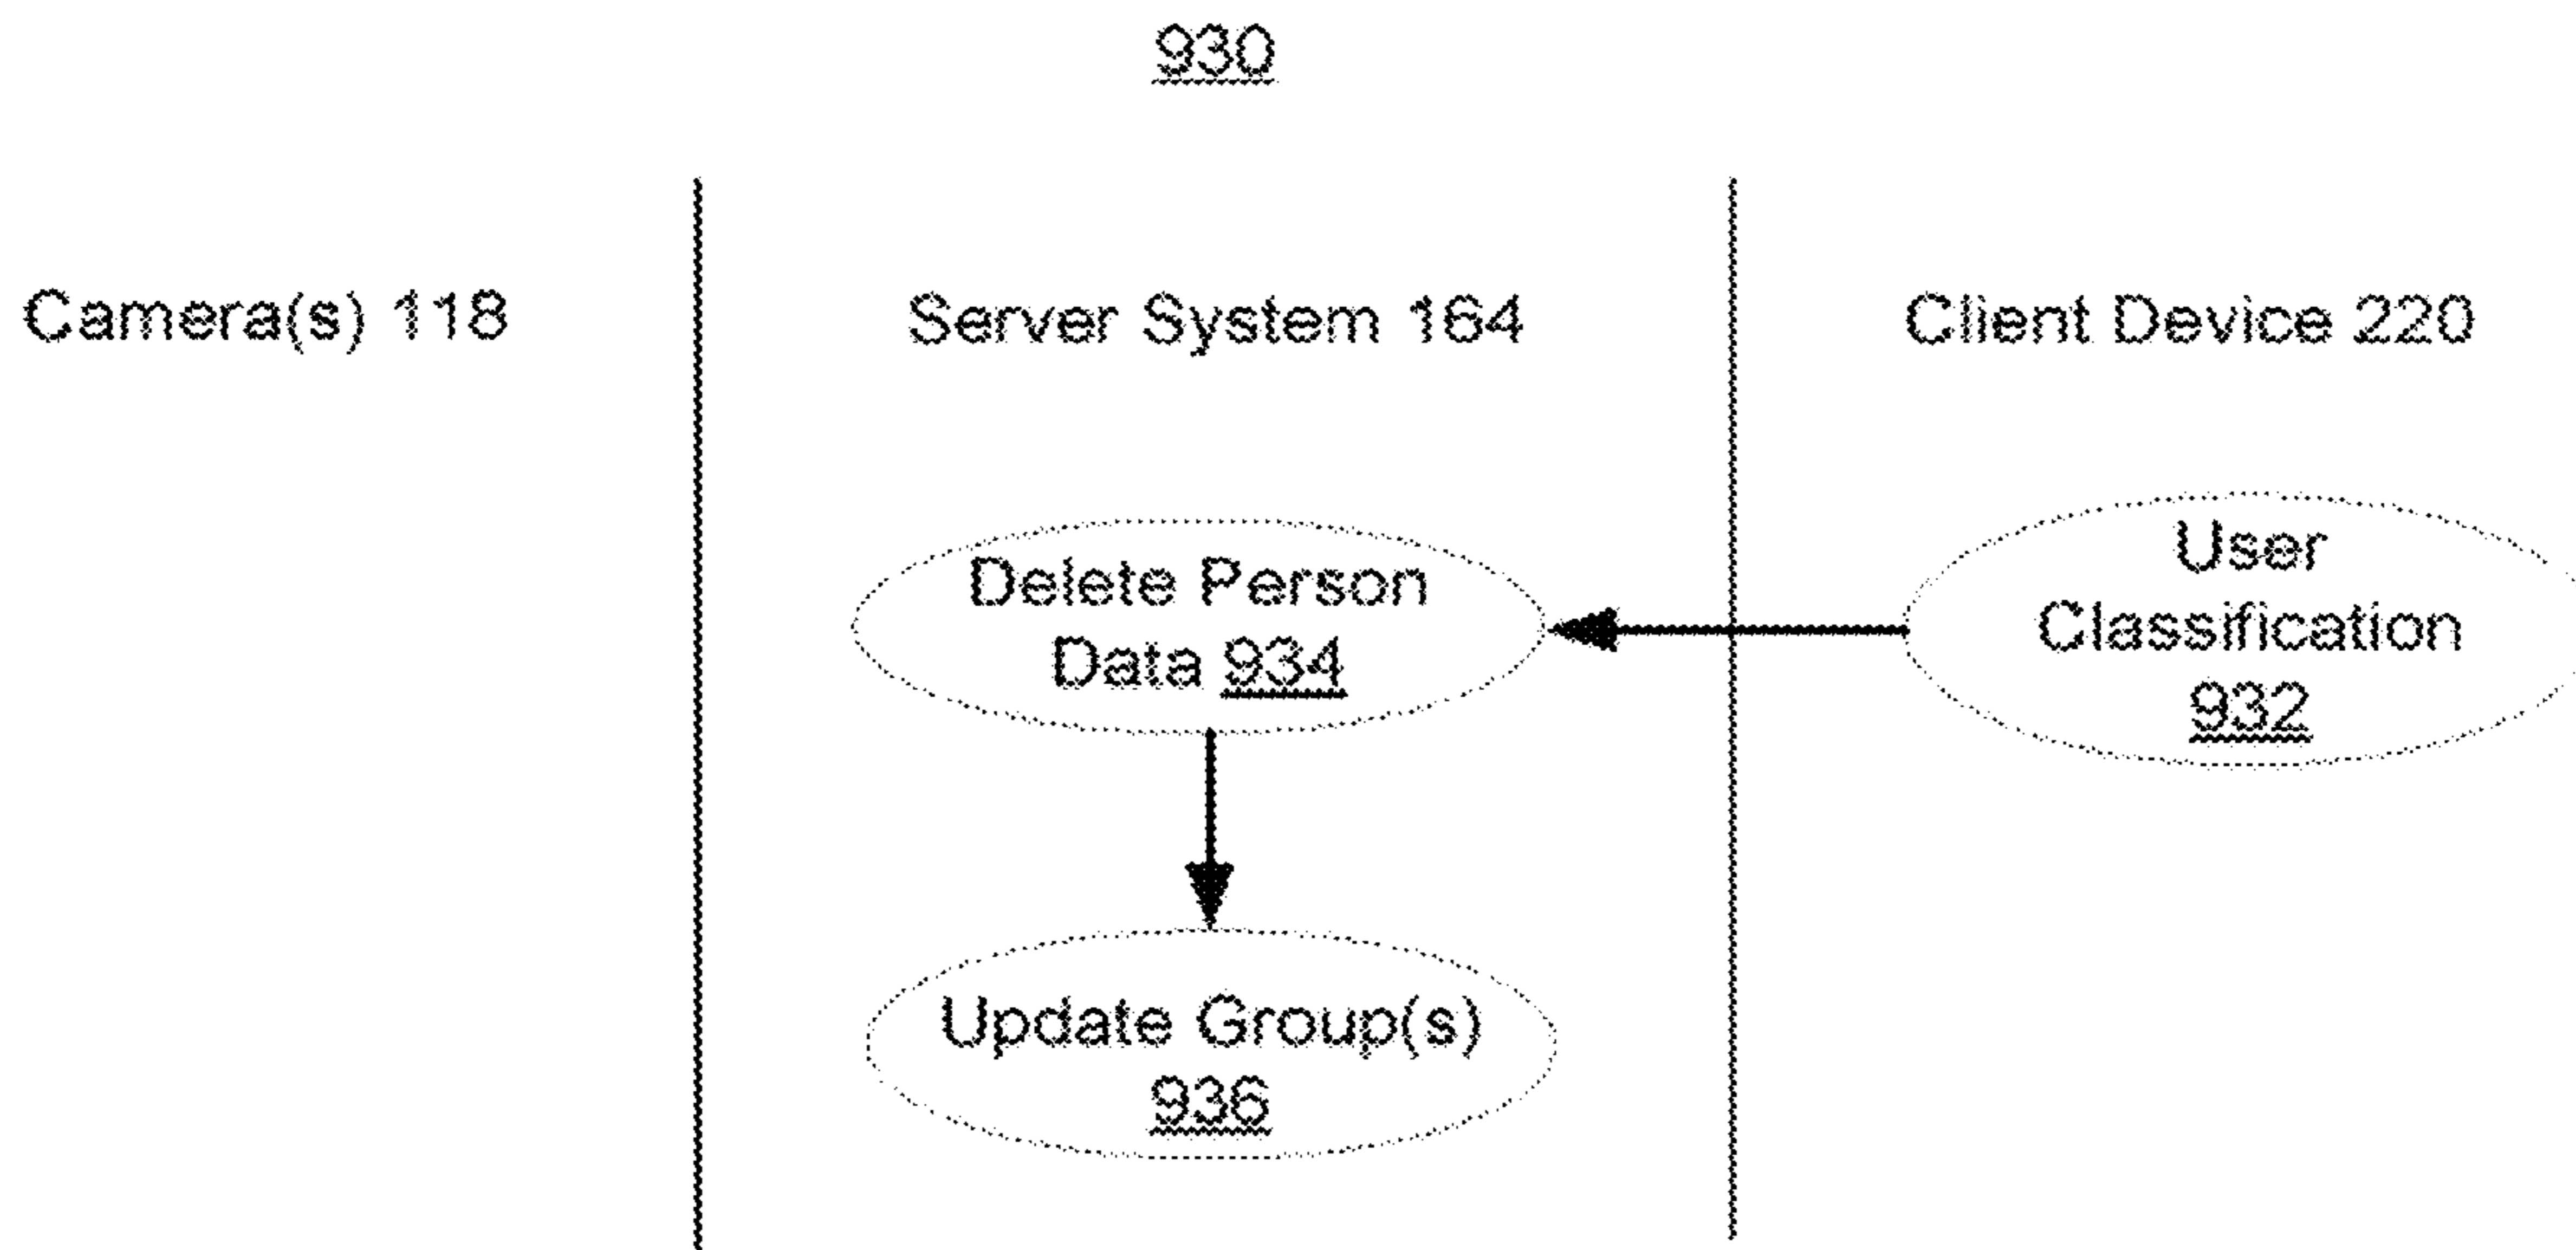 930
Camera(s) 118
Server System 164
Client Device 220
Delete Person
Data 934
User
Classification
932
Update Group(s)
936